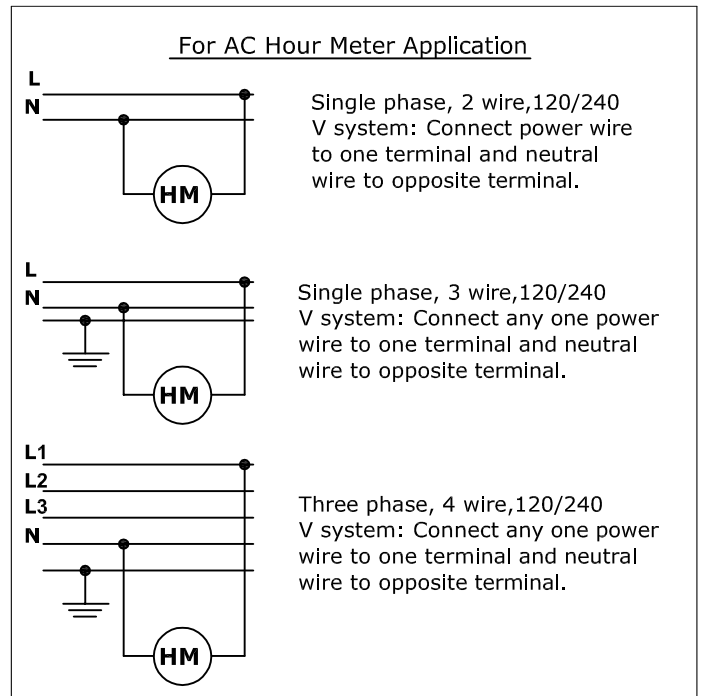 For AC Hour Meter Application
L
N
HM
Single phase, 2 wire,120/240
V system: Connect power wire
to one terminal and neutral
wire to opposite terminal.
L
N
HM
Single phase, 3 wire,120/240
V system: Connect any one power
wire to one terminal and neutral
wire to opposite terminal.
L1
L2
L3
N
HM
Three phase, 4 wire,120/240
V system: Connect any one power
wire to one terminal and neutral
wire to opposite terminal.